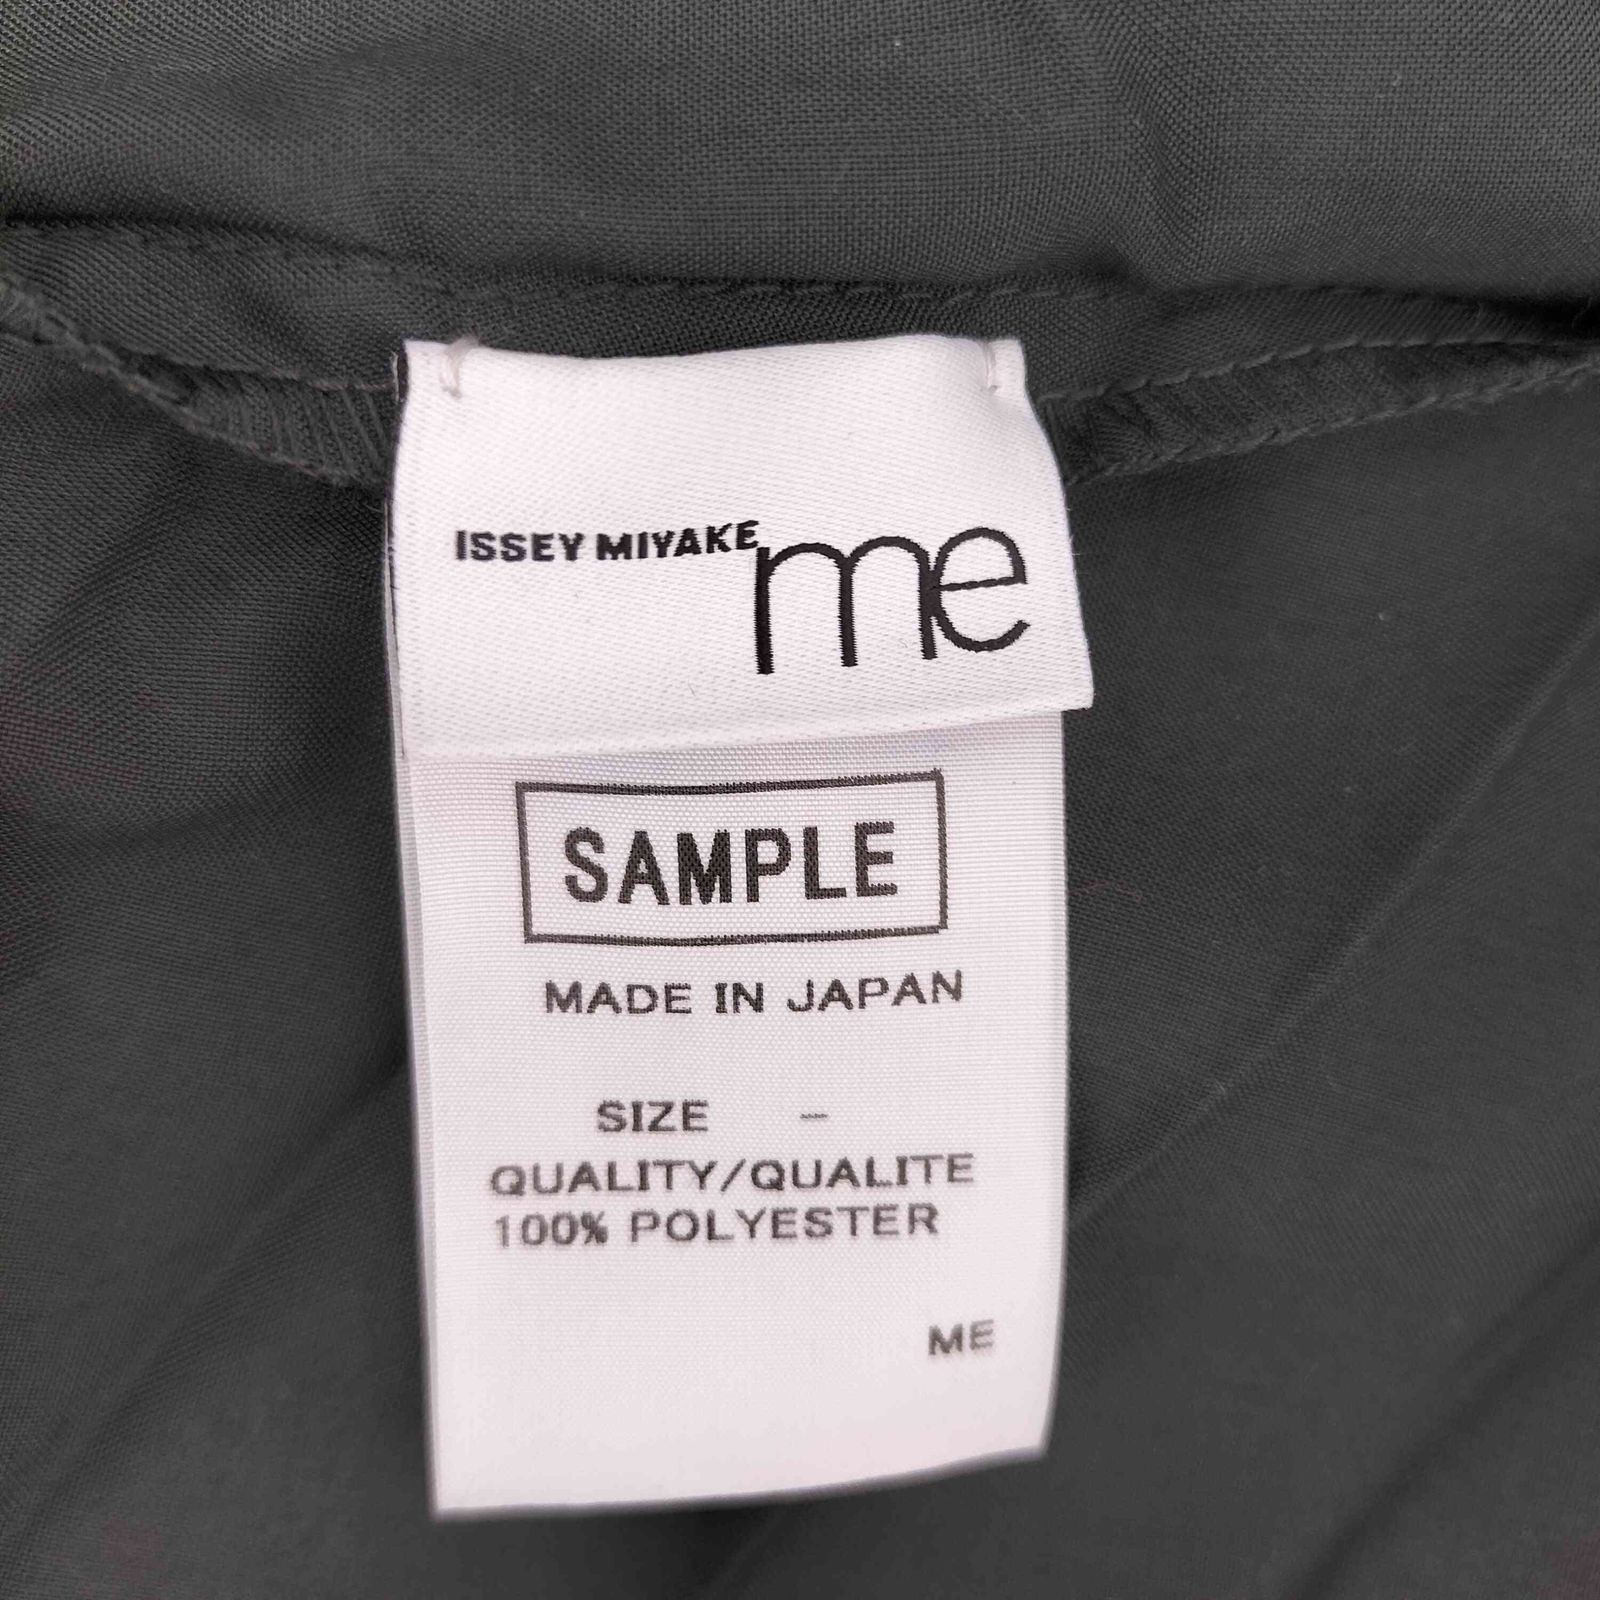 ISSEY MIYAKE me
SAMPLE
MADE IN JAPAN
SIZE -
QUALITY/QUALITE
100% POLYESTER
ME